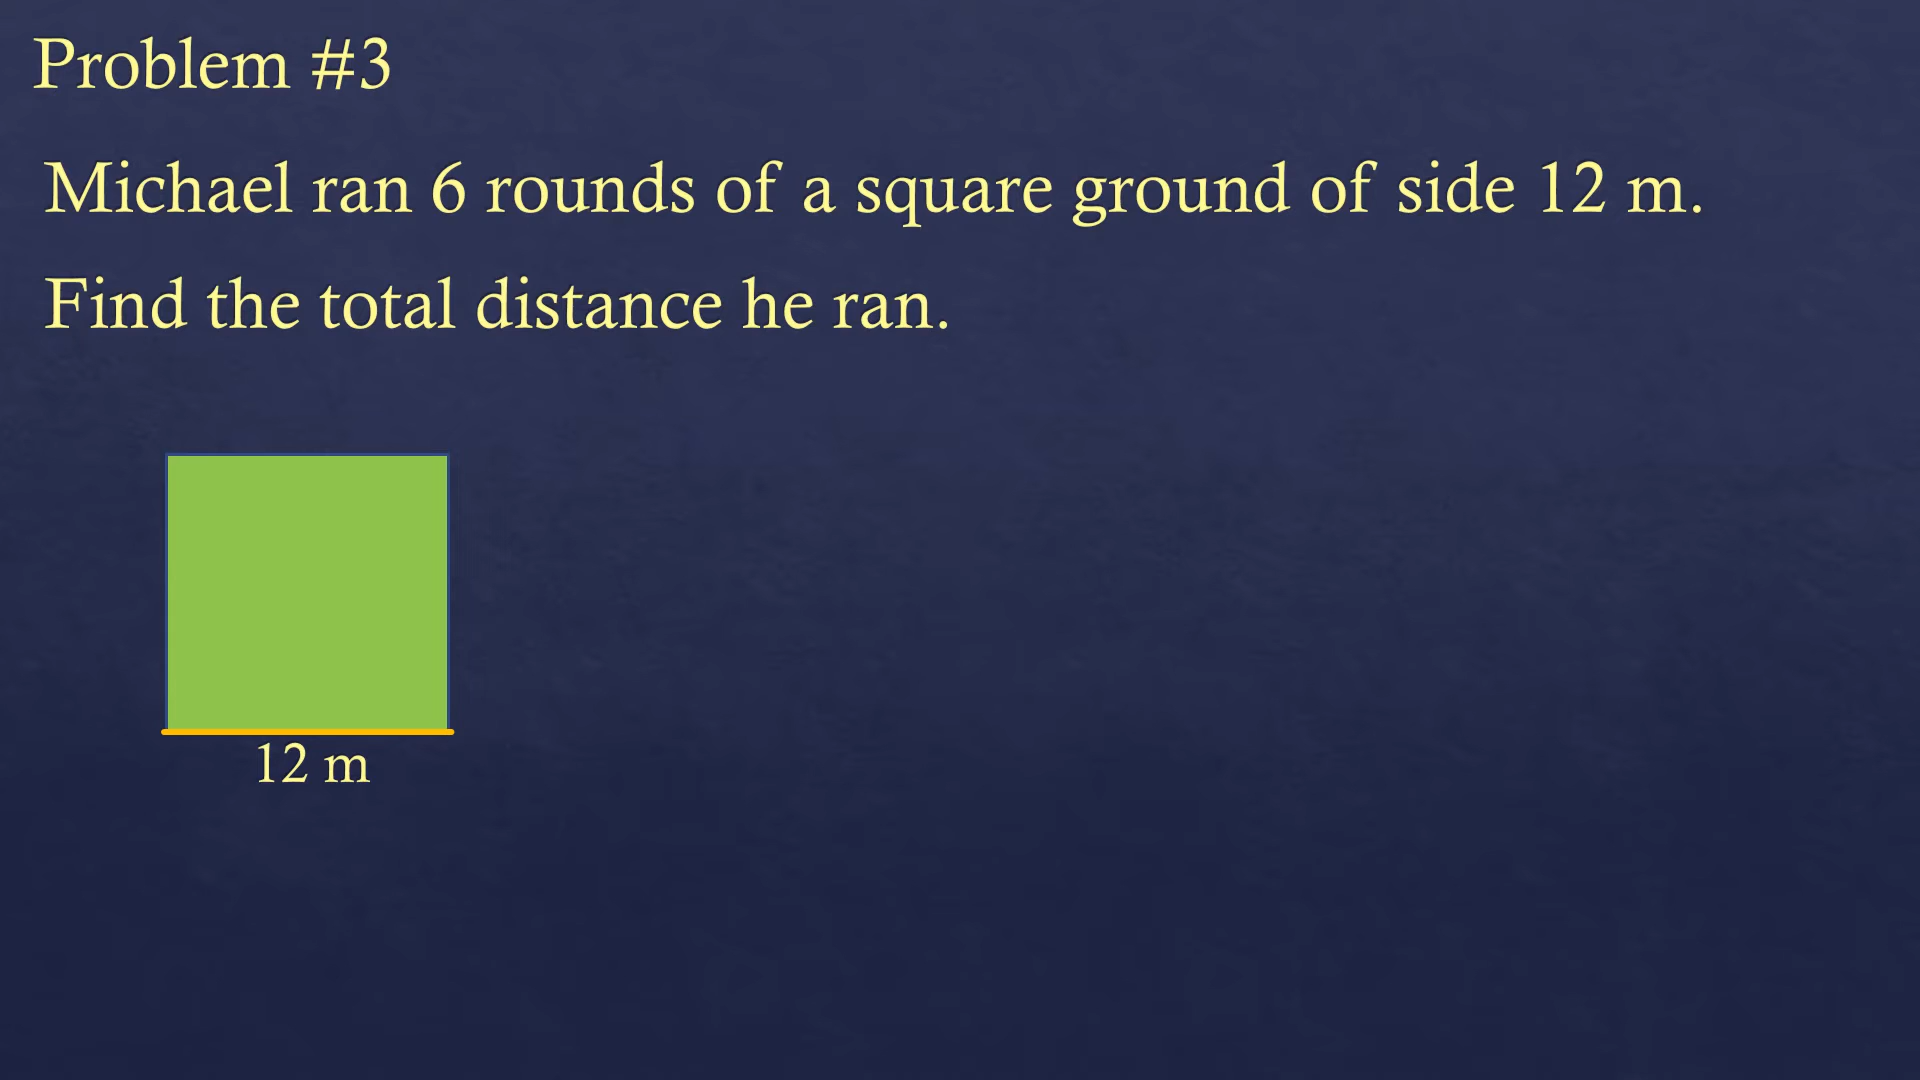 Problem #3
Michael ran 6 rounds of a square ground of side 12 m.
Find the total distance he ran.
12 m